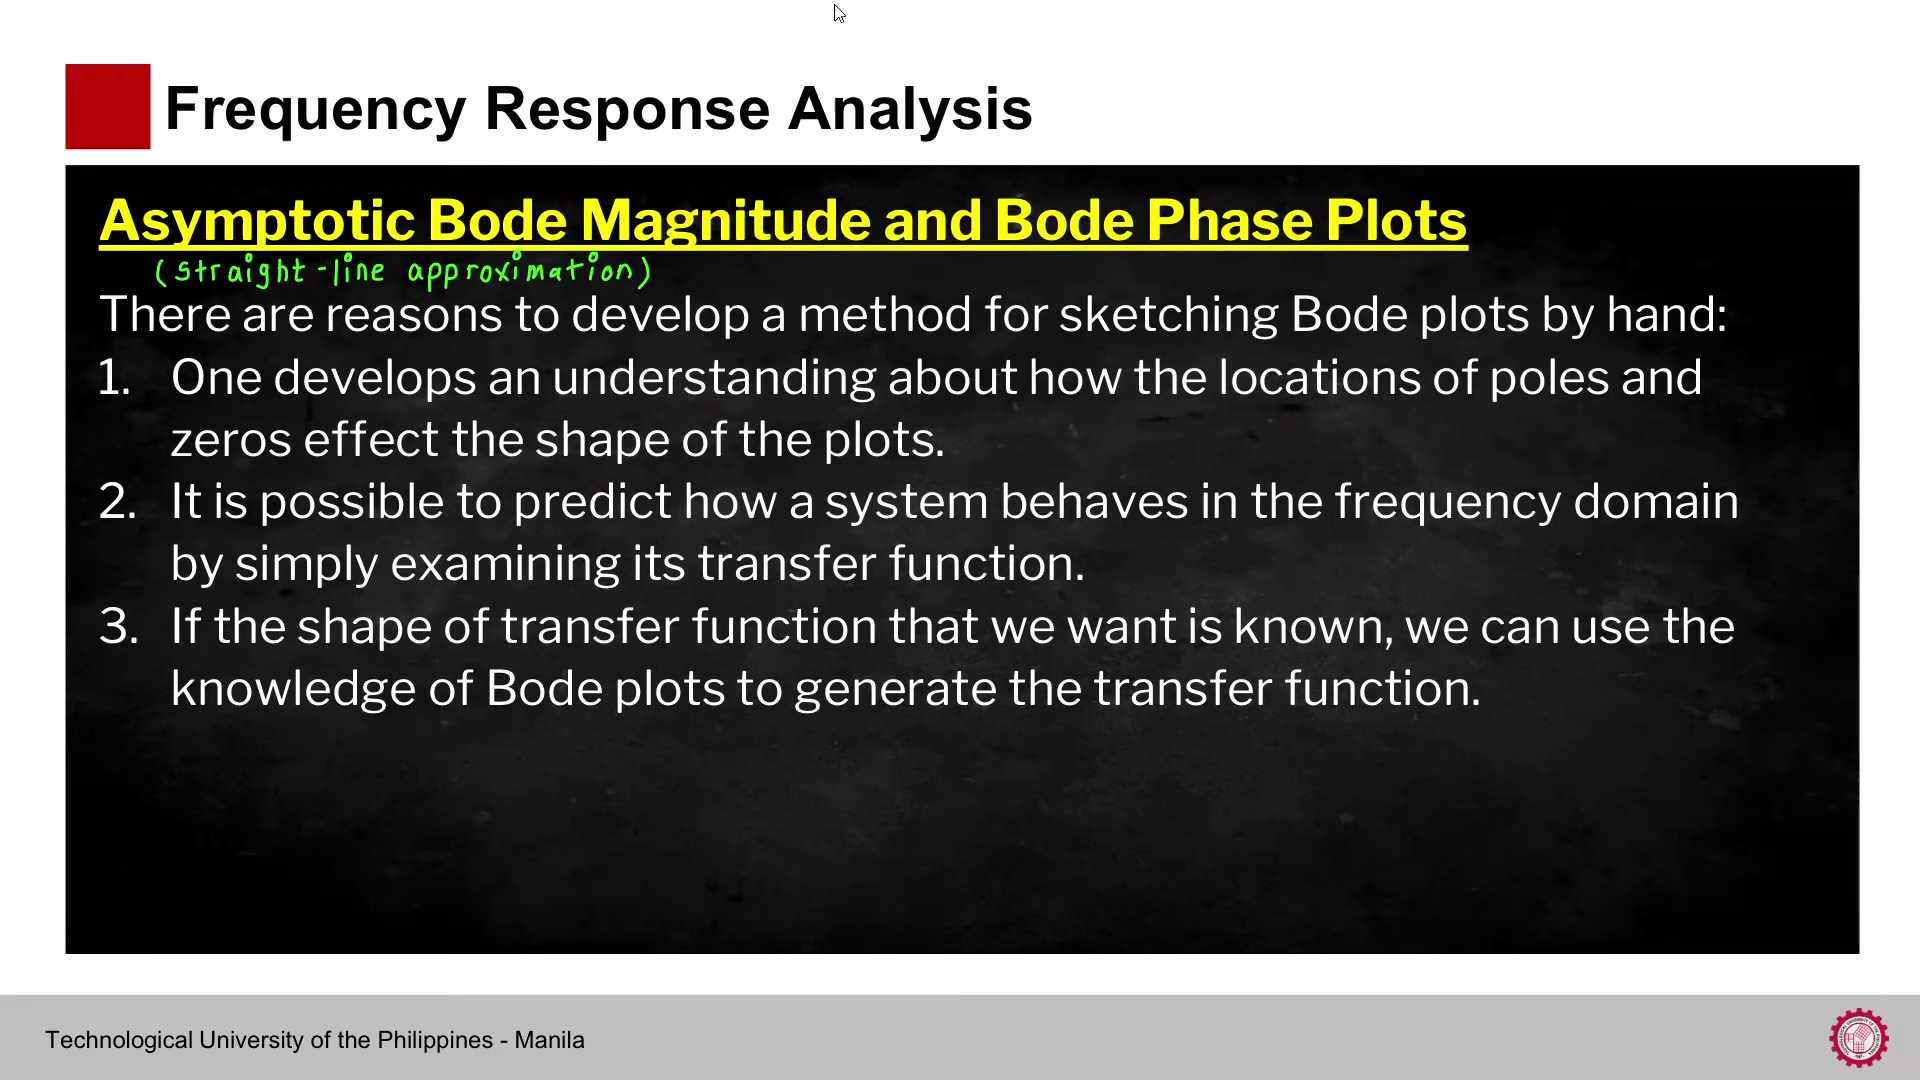 Frequency Response Analysis
Asymptotic Bode Magnitude and Bode Phase Plots
(straight-line approximation)
There are reasons to develop a method for sketching Bode plots by hand:
1. One develops an understanding about how the locations of poles and
zeros effect the shape of the plots.
2. It is possible to predict how a system behaves in the frequency domain
by simply examining its transfer function.
3. If the shape of transfer function that we want is known, we can use the
knowledge of Bode plots to generate the transfer function.
Technological University of the Philippines - Manila